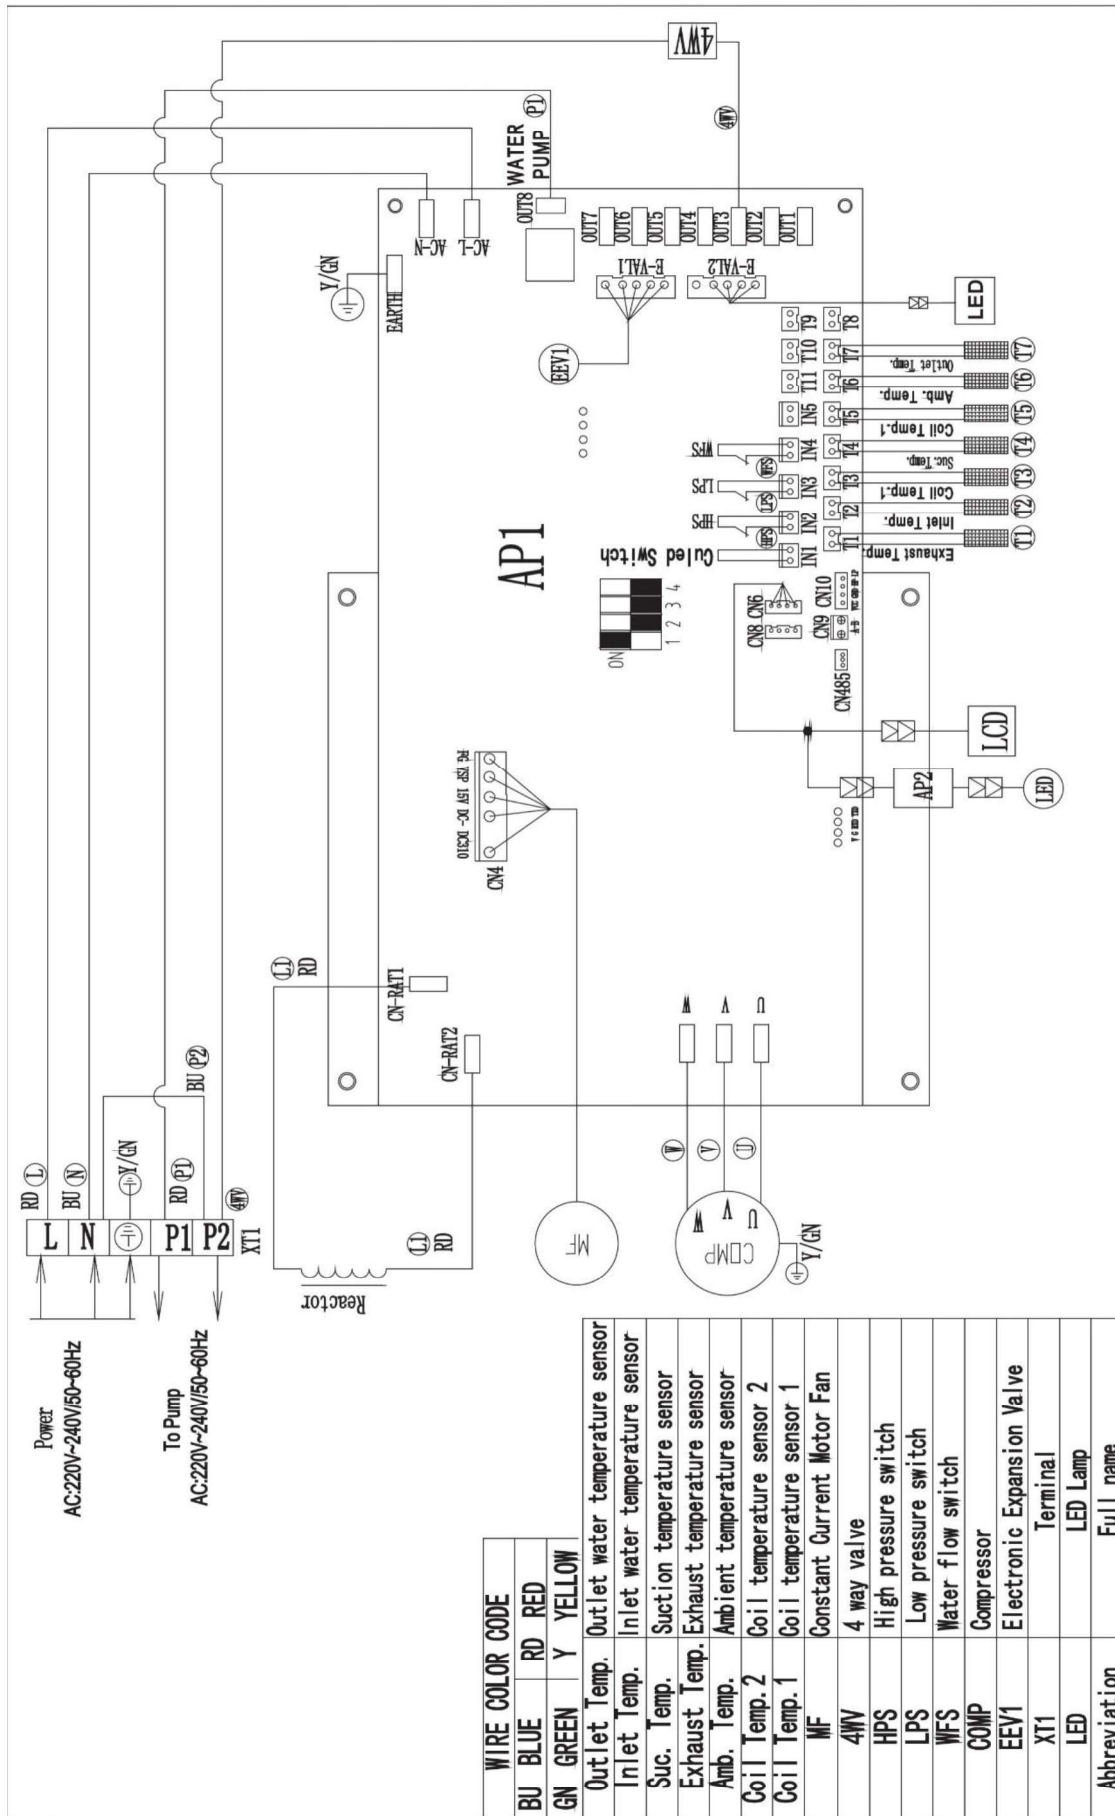 4WV
4WV
P1
WATER
PUMP
OUT8
OUT7
OUT6
OUT5
OUT4
OUT3
OUT2
OUT1
AC-N
AC-L
Y/GN
EARTH
E-VAL1
E-VAL2
EEV1
LED
T9
T8
T10
T7
T11
T6
IN5
T5
IN4
T4
IN3
T3
IN2
T2
IN1
T1
WFS
WFS
LPS
LPS
HPS
HPS
Outlet Temp.
T7
Amb. Temp.
T6
Coil Temp.1
T5
Suc. Temp.
T4
Coil Temp.1
T3
Inlet Temp.
T2
Exhaust Temp.
T1
AP1
Culed Switch
ON
1 2 3 4
CN6
CN8
CN10
CN9
A B
CN485
LCD
AP2
LED
PG VSP 15V DC- DC310
CN4
L1
RD
CN-RAT1
CN-RAT2
L1
RD
Reactor
MF
W
V
U
W
V
U
W
V
U
COMP
Y/GN
RD L
BU N
Y/GN
BU P2
RD P1
4WV
L
N
P1
P2
XT1
Power
AC:220V~240V/50~60Hz
To Pump
AC:220V~240V/50~60Hz
WIRE COLOR CODE
BU BLUE RD RED
GN GREEN Y YELLOW
Outlet Temp. Outlet water temperature sensor
Inlet Temp. Inlet water temperature sensor
Suc. Temp. Suction temperature sensor
Exhaust Temp. Exhaust temperature sensor
Amb. Temp. Ambient temperature sensor
Coil Temp.2 Coil temperature sensor 2
Coil Temp.1 Coil temperature sensor 1
MF Constant Current Motor Fan
4WV 4 way valve
HPS High pressure switch
LPS Low pressure switch
WFS Water flow switch
COMP Compressor
EEV1 Electronic Expansion Valve
XT1 Terminal
LED LED Lamp
Abbreviation Full name